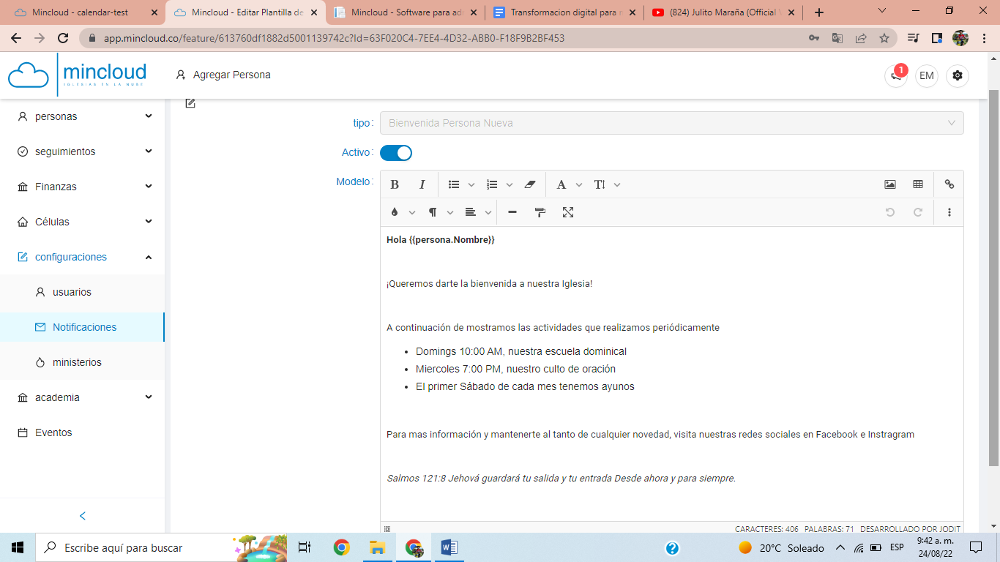 Mincloud - calendar-test
Mincloud - Editar Plantilla de
Mincloud - Software para adm
Transformacion digital para n
(824) Julito Maraña (Official V
app.mincloud.co/feature/613760df1882d5001139742c?Id=63F020C4-7EE4-4D32-ABB0-F18F9B2BF453
mincloud
IGLESIAS EN LA NUBE
Agregar Persona
1
EM
personas
seguimientos
Finanzas
Células
configuraciones
usuarios
Notificaciones
ministerios
academia
Eventos
tipo:
Bienvenida Persona Nueva
Activo:
Modelo:
Hola {{persona.Nombre}}
¡Queremos darte la bienvenida a nuestra Iglesia!
A continuación de mostramos las actividades que realizamos periódicamente
• Domings 10:00 AM, nuestra escuela dominical
• Miercoles 7:00 PM, nuestro culto de oración
• El primer Sábado de cada mes tenemos ayunos
Para mas información y mantenerte al tanto de cualquier novedad, visita nuestras redes sociales en Facebook e Instragram
Salmos 121:8 Jehová guardará tu salida y tu entrada Desde ahora y para siempre.
CARACTERES: 406 PALABRAS: 71 DESARROLLADO POR JODIT
Escribe aquí para buscar
20°C Soleado
ESP
9:42 a. m.
24/08/22